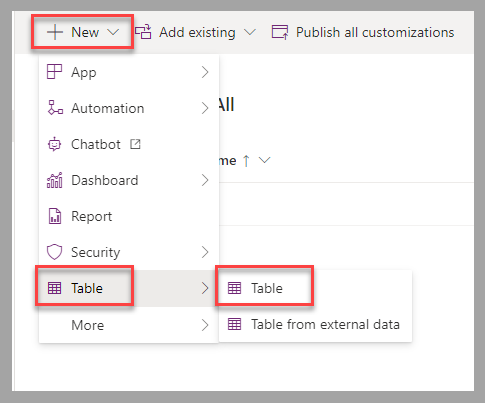 New Add existing Publish all customizations
App
All
Automation
Chatbot
me ↑
Dashboard
Report
Security
Table Table
More Table from external data